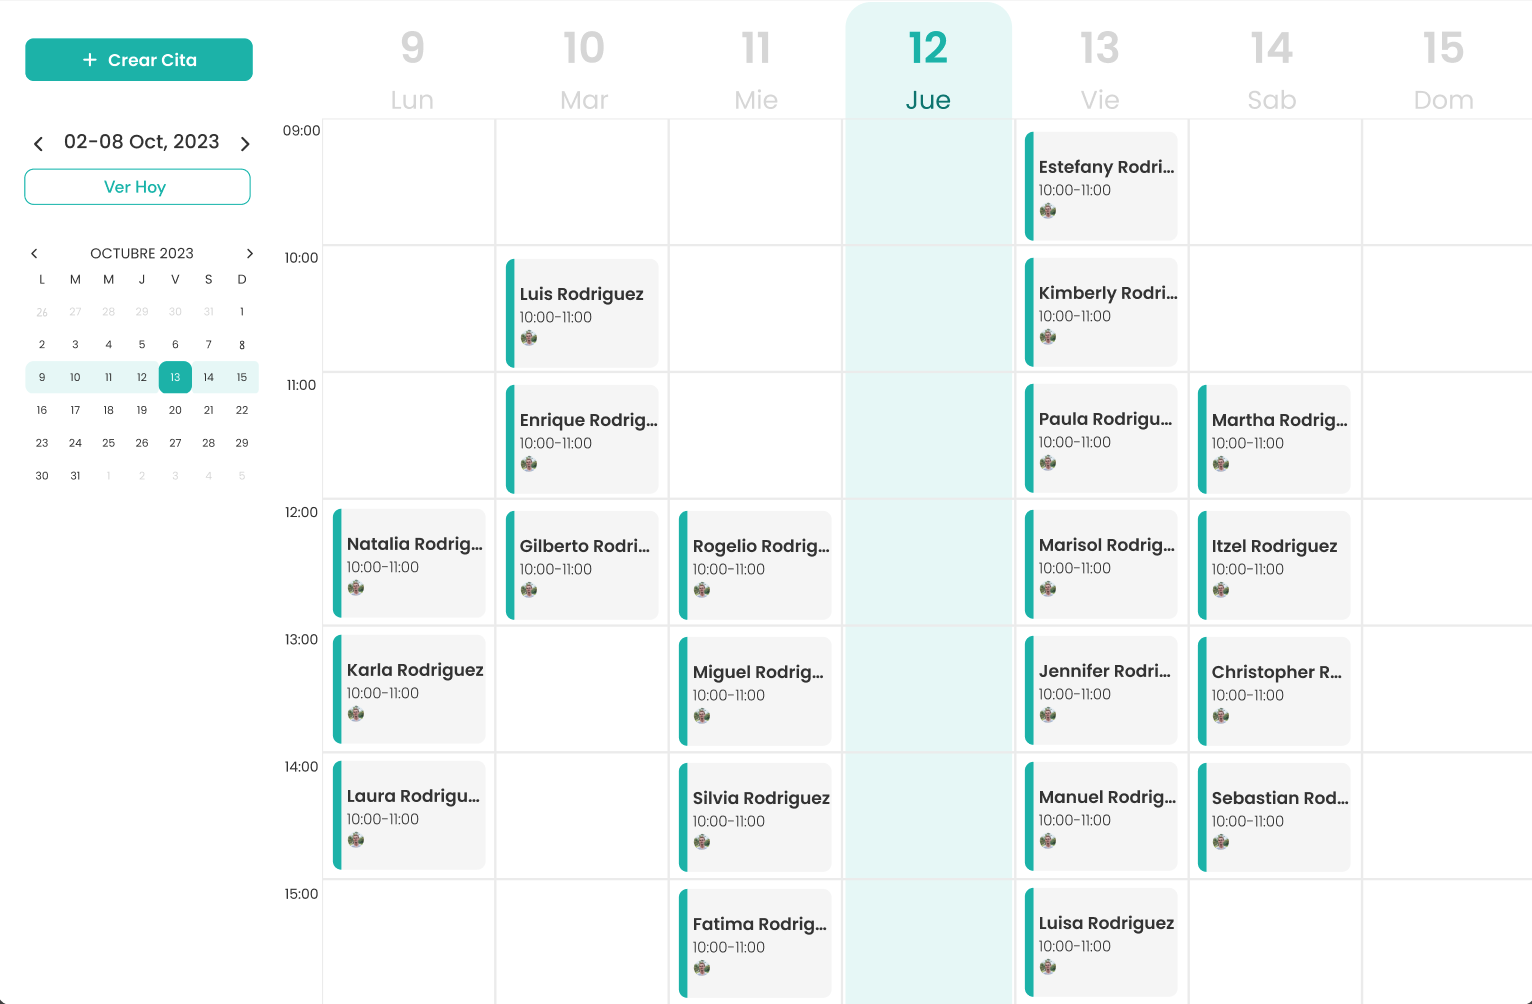 + Crear Cita
02-08 Oct, 2023
Ver Hoy
OCTUBRE 2023
L M M J V S D
26 27 28 29 30 31 1
2 3 4 5 6 7 8
9 10 11 12 13 14 15
16 17 18 19 20 21 22
23 24 25 26 27 28 29
30 31 1 2 3 4 5
9 10 11 12 13 14 15
Lun Mar Mie Jue Vie Sab Dom
09:00
Estefany Rodri...
10:00-11:00
10:00
Luis Rodriguez
10:00-11:00
Kimberly Rodri...
10:00-11:00
11:00
Enrique Rodrig...
10:00-11:00
Paula Rodrigu...
10:00-11:00
Martha Rodrig...
10:00-11:00
12:00
Natalia Rodrig...
10:00-11:00
Gilberto Rodri...
10:00-11:00
Rogelio Rodrig...
10:00-11:00
Marisol Rodrig...
10:00-11:00
Itzel Rodriguez
10:00-11:00
13:00
Karla Rodriguez
10:00-11:00
Miguel Rodrig...
10:00-11:00
Jennifer Rodri...
10:00-11:00
Christopher R...
10:00-11:00
14:00
Laura Rodrigu...
10:00-11:00
Silvia Rodriguez
10:00-11:00
Manuel Rodrig...
10:00-11:00
Sebastian Rod...
10:00-11:00
15:00
Fatima Rodrig...
10:00-11:00
Luisa Rodriguez
10:00-11:00